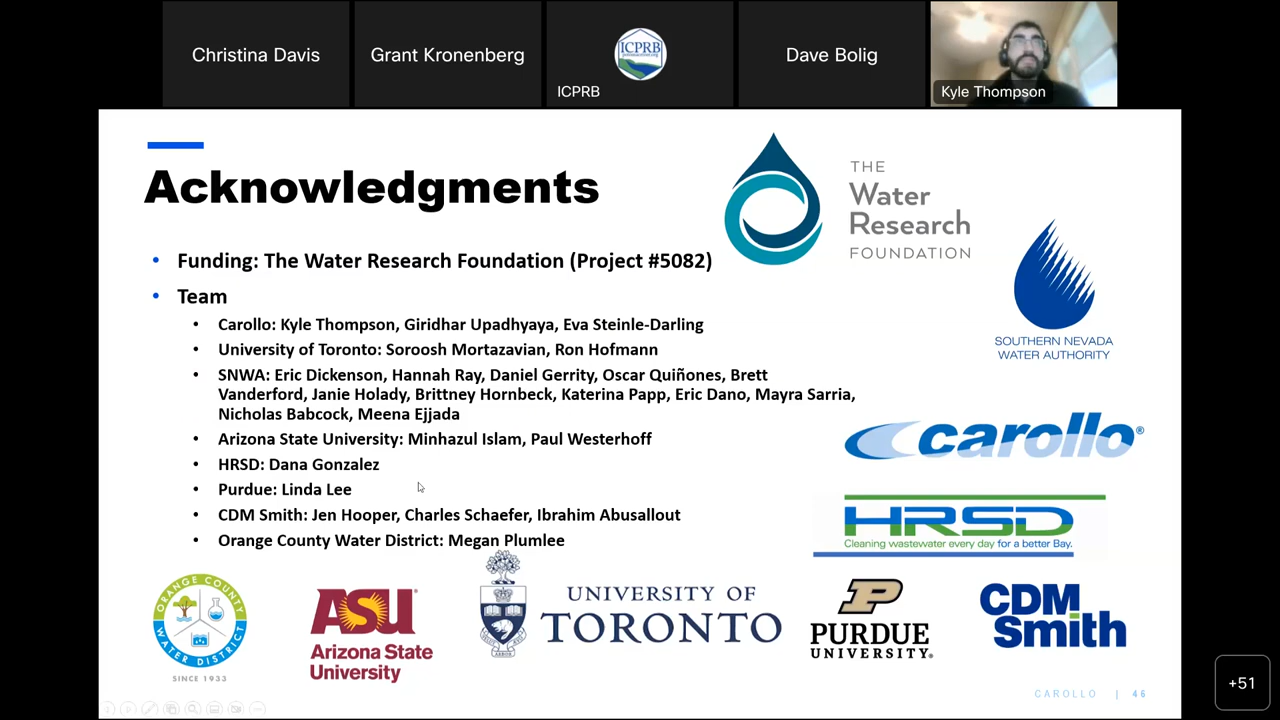 Christina Davis
Grant Kronenberg
ICPRB
ICPRB
Dave Bolig
Kyle Thompson
Acknowledgments
• Funding: The Water Research Foundation (Project #5082)
• Team
• Carollo: Kyle Thompson, Giridhar Upadhyaya, Eva Steinle-Darling
• University of Toronto: Soroosh Mortazavian, Ron Hofmann
• SNWA: Eric Dickenson, Hannah Ray, Daniel Gerrity, Oscar Quiñones, Brett
Vanderford, Janie Holady, Brittney Hornbeck, Katerina Papp, Eric Dano, Mayra Sarria,
Nicholas Babcock, Meena Ejjada
• Arizona State University: Minhazul Islam, Paul Westerhoff
• HRSD: Dana Gonzalez
• Purdue: Linda Lee
• CDM Smith: Jen Hooper, Charles Schaefer, Ibrahim Abusallout
• Orange County Water District: Megan Plumlee
THE
Water
Research
FOUNDATION
SOUTHERN NEVADA
WATER AUTHORITY
carollo®
HRSD
Cleaning wastewater every day for a better Bay.
ORANGE COUNTY
WATER DISTRICT
SINCE 1933
ASU
Arizona State
University
UNIVERSITY OF
TORONTO
P
PURDUE
UNIVERSITY®
CDM
Smith
CAROLLO | 46
+51